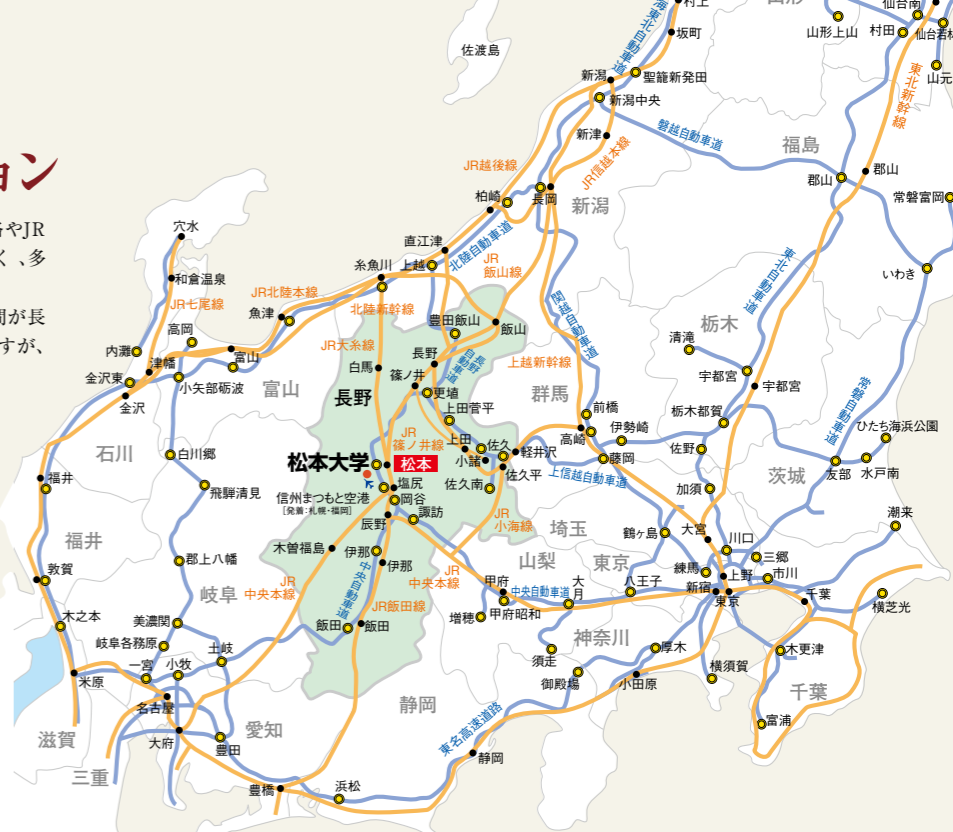 ョン
路やJR
く、多
間が長
すが、
村上
坂町
仙台南
山形上山
村田
仙台若林
山元
佐渡島
新潟
聖籠新発田
新潟中央
新津
磐越自動車道
東北新幹線
福島
郡山
郡山
常磐富岡
いわき
JR越後線
JR信越本線
柏崎
長岡
新潟
穴水
和倉温泉
JR七尾線
直江津
北陸自動車道
糸魚川
上越
JR
飯山線
JR北陸本線
北陸新幹線
魚津
高岡
豊田飯山
飯山
関越自動車道
東北自動車道
栃木
清滝
JR大糸線
内灘
津幡
富山
金沢東
小矢部砺波
金沢
富山
白馬
長野
長野自動車道
上越新幹線
篠ノ井
更埴
長野
群馬
宇都宮
宇都宮
常磐自動車道
上田菅平
前橋
栃木都賀
伊勢崎
ひたち海浜公園
石川
JR
篠ノ井線
上田
佐久
軽井沢
高崎
佐野
白川郷
松本大学
松本
小諸
佐久平
藤岡
上信越自動車道
茨城
友部
水戸南
福井
塩尻
信州まつもと空港
[発着:札幌・福岡]
岡谷
佐久南
加須
飛騨清見
諏訪
JR
小海線
潮来
福井
辰野
埼玉
鶴ヶ島
大宮
川口
木曽福島
伊那
山梨
東京
三郷
敦賀
郡上八幡
伊那
練馬
上野
市川
岐阜
JR
中央本線
中央自動車道
JR
中央本線
甲府
中央自動車道
大月
八王子
新宿
東京
千葉
横芝光
JR飯田線
増穂
甲府昭和
木之本
美濃関
飯田
飯田
神奈川
岐阜各務原
土岐
須走
厚木
木更津
一宮
小牧
御殿場
小田原
横須賀
米原
千葉
名古屋
静岡
富浦
滋賀
大府
愛知
豊田
東名高速道路
静岡
三重
豊橋
浜松